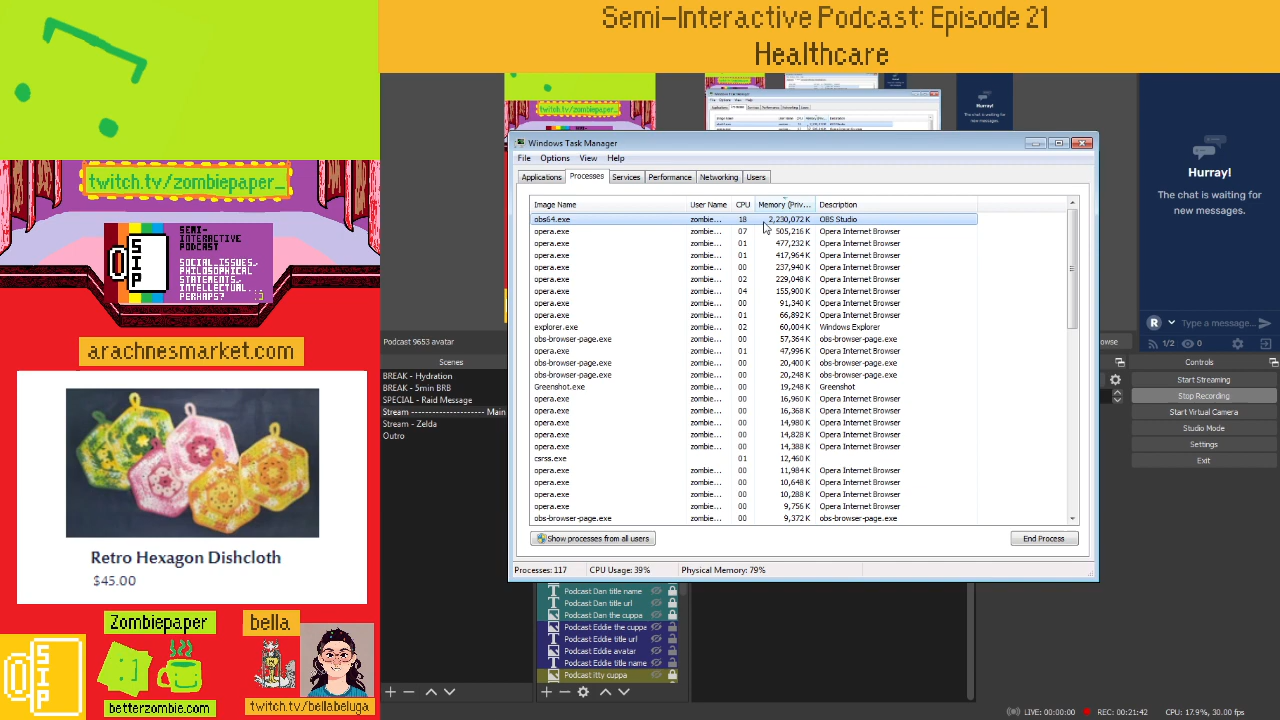 Semi-Interactive Podcast: Episode 21
Healthcare
twitch.tv/zombiepaper_
SIP
SEMI-
INTERACTIVE
PODCAST
SOCIAL ISSUES,
PHILOSOPHICAL
STATEMENTS,
INTELLECTUAL...
PERHAPS? :)
arachnesmarket.com
Retro Hexagon Dishcloth
$45.00
Zombiepaper
bella
SIP
betterzombie.com
twitch.tv/bellabeluga
twitch.tv/zombiepaper_
Hurray!
The chat is waiting for
new messages.
Windows Task Manager
File Options View Help
Applications Processes Services Performance Networking Users
Image Name User Name CPU Memory (Priv... Description
obs64.exe zombie... 18 2,230,072 K OBS Studio
opera.exe zombie... 07 505,216 K Opera Internet Browser
opera.exe zombie... 01 477,232 K Opera Internet Browser
opera.exe zombie... 01 417,964 K Opera Internet Browser
opera.exe zombie... 00 237,940 K Opera Internet Browser
opera.exe zombie... 02 229,048 K Opera Internet Browser
opera.exe zombie... 04 155,900 K Opera Internet Browser
opera.exe zombie... 00 91,340 K Opera Internet Browser
opera.exe zombie... 01 66,892 K Opera Internet Browser
explorer.exe zombie... 02 60,004 K Windows Explorer
obs-browser-page.exe zombie... 00 57,364 K obs-browser-page.exe
opera.exe zombie... 01 47,996 K Opera Internet Browser
obs-browser-page.exe zombie... 00 20,400 K obs-browser-page.exe
obs-browser-page.exe zombie... 00 20,248 K obs-browser-page.exe
Greenshot.exe zombie... 00 19,248 K Greenshot
opera.exe zombie... 00 16,960 K Opera Internet Browser
opera.exe zombie... 00 16,368 K Opera Internet Browser
opera.exe zombie... 00 14,980 K Opera Internet Browser
opera.exe zombie... 00 14,828 K Opera Internet Browser
opera.exe zombie... 00 14,388 K Opera Internet Browser
csrss.exe 01 12,460 K
opera.exe zombie... 00 11,984 K Opera Internet Browser
opera.exe zombie... 00 10,648 K Opera Internet Browser
opera.exe zombie... 00 10,288 K Opera Internet Browser
opera.exe zombie... 00 9,756 K Opera Internet Browser
obs-browser-page.exe zombie... 00 9,372 K obs-browser-page.exe
Show processes from all users End Process
Processes: 117 CPU Usage: 39% Physical Memory: 79%
Hurray!
The chat is waiting for
new messages.
R Type a message...
1/2 0
Podcast 9653 avatar
Scenes
BREAK - Hydration
BREAK - 5min BRB
SPECIAL - Raid Message
Stream -------------------- Main
Stream - Zelda
Outro
owse
Controls
Start Streaming
Stop Recording
Start Virtual Camera
Studio Mode
Settings
Exit
Podcast Dan title name
Podcast Dan title url
Podcast Dan the cuppa
Podcast Eddie the cuppa
Podcast Eddie title url
Podcast Eddie avatar
Podcast Eddie title name
Podcast itty cuppa
LIVE: 00:00:00 REC: 00:21:42 CPU: 17.9%, 30.00 fps